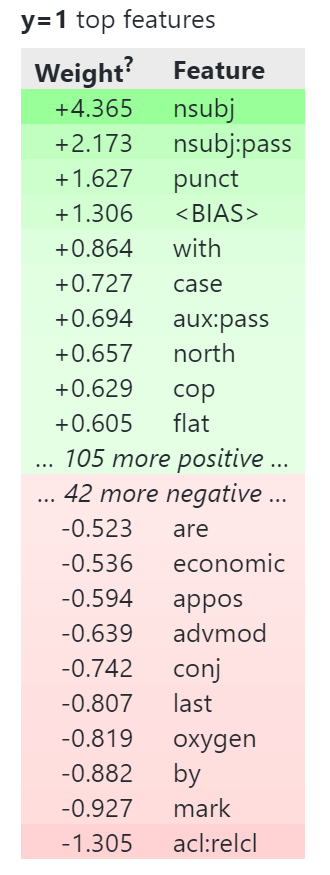 y=1 top features
Weight? Feature
+4.365 nsubj
+2.173 nsubj:pass
+1.627 punct
+1.306 <BIAS>
+0.864 with
+0.727 case
+0.694 aux:pass
+0.657 north
+0.629 cop
+0.605 flat
... 105 more positive ...
... 42 more negative ...
-0.523 are
-0.536 economic
-0.594 appos
-0.639 advmod
-0.742 conj
-0.807 last
-0.819 oxygen
-0.882 by
-0.927 mark
-1.305 acl:relcl